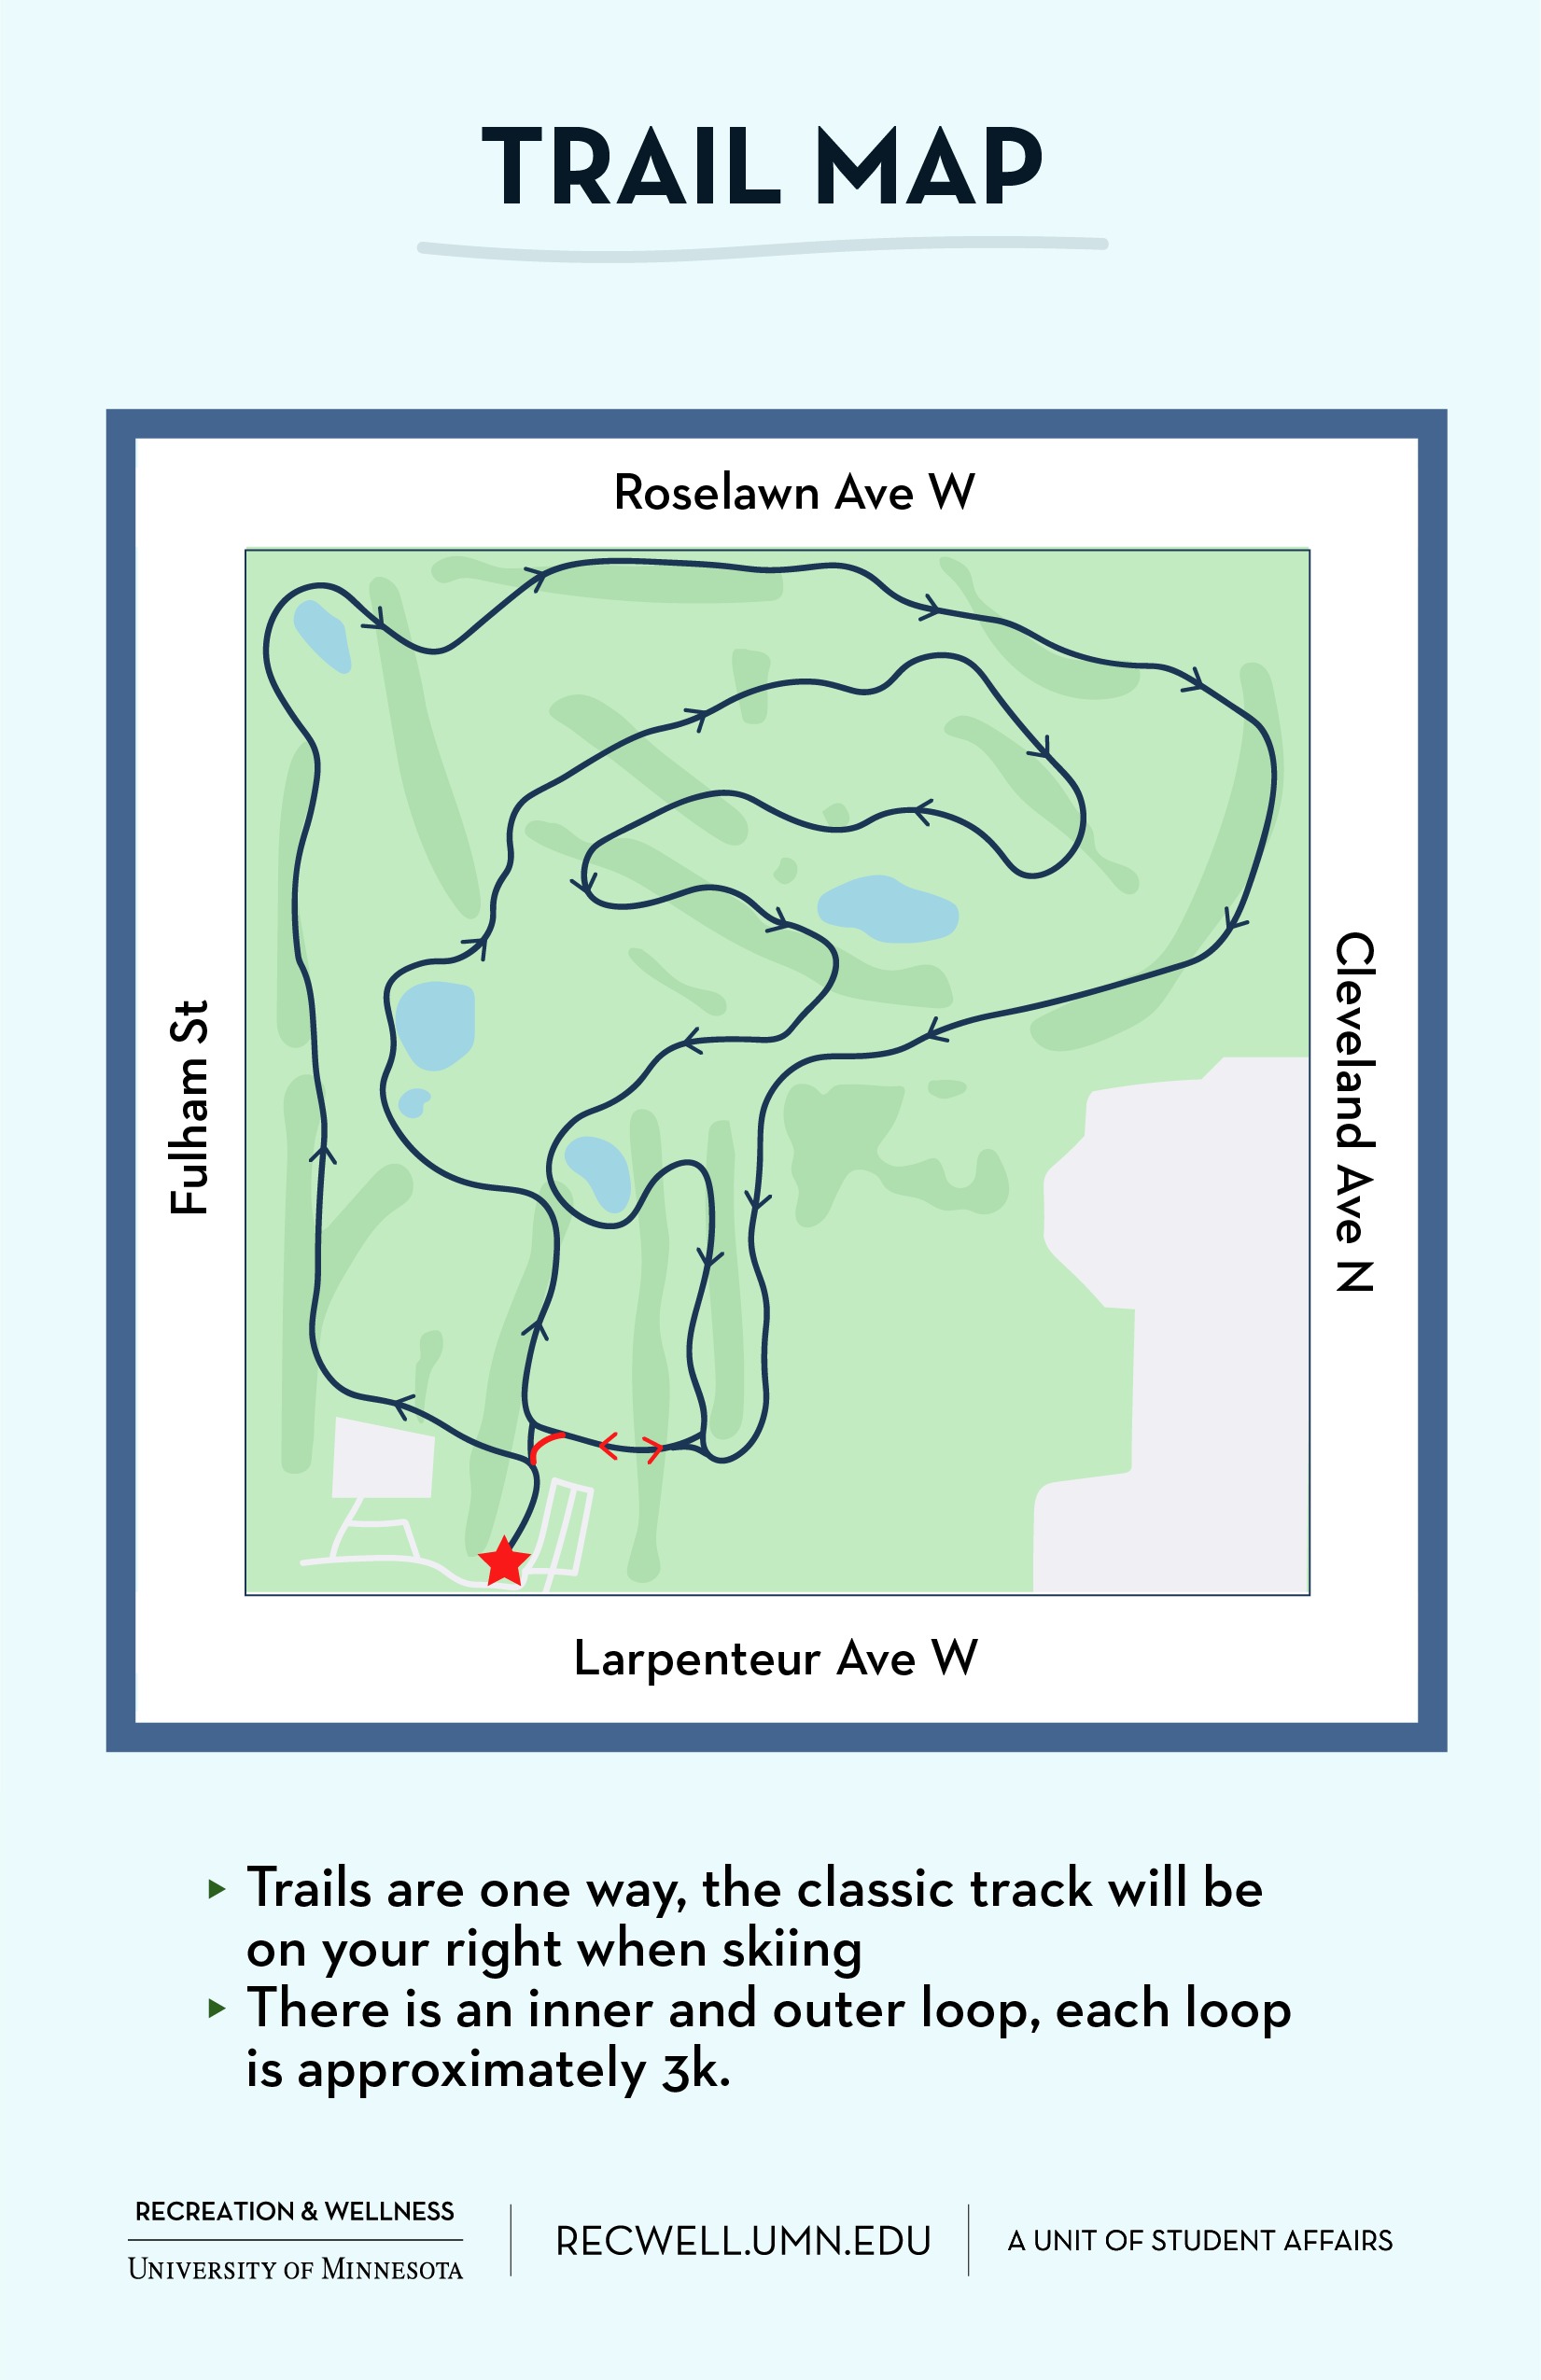 TRAIL MAP
Roselawn Ave W
Fulham St
Cleveland Ave N
Larpenteur Ave W
Trails are one way, the classic track will be
on your right when skiing
There is an inner and outer loop, each loop
is approximately 3k.
RECREATION & WELLNESS
UNIVERSITY OF MINNESOTA
RECWELL.UMN.EDU
A UNIT OF STUDENT AFFAIRS